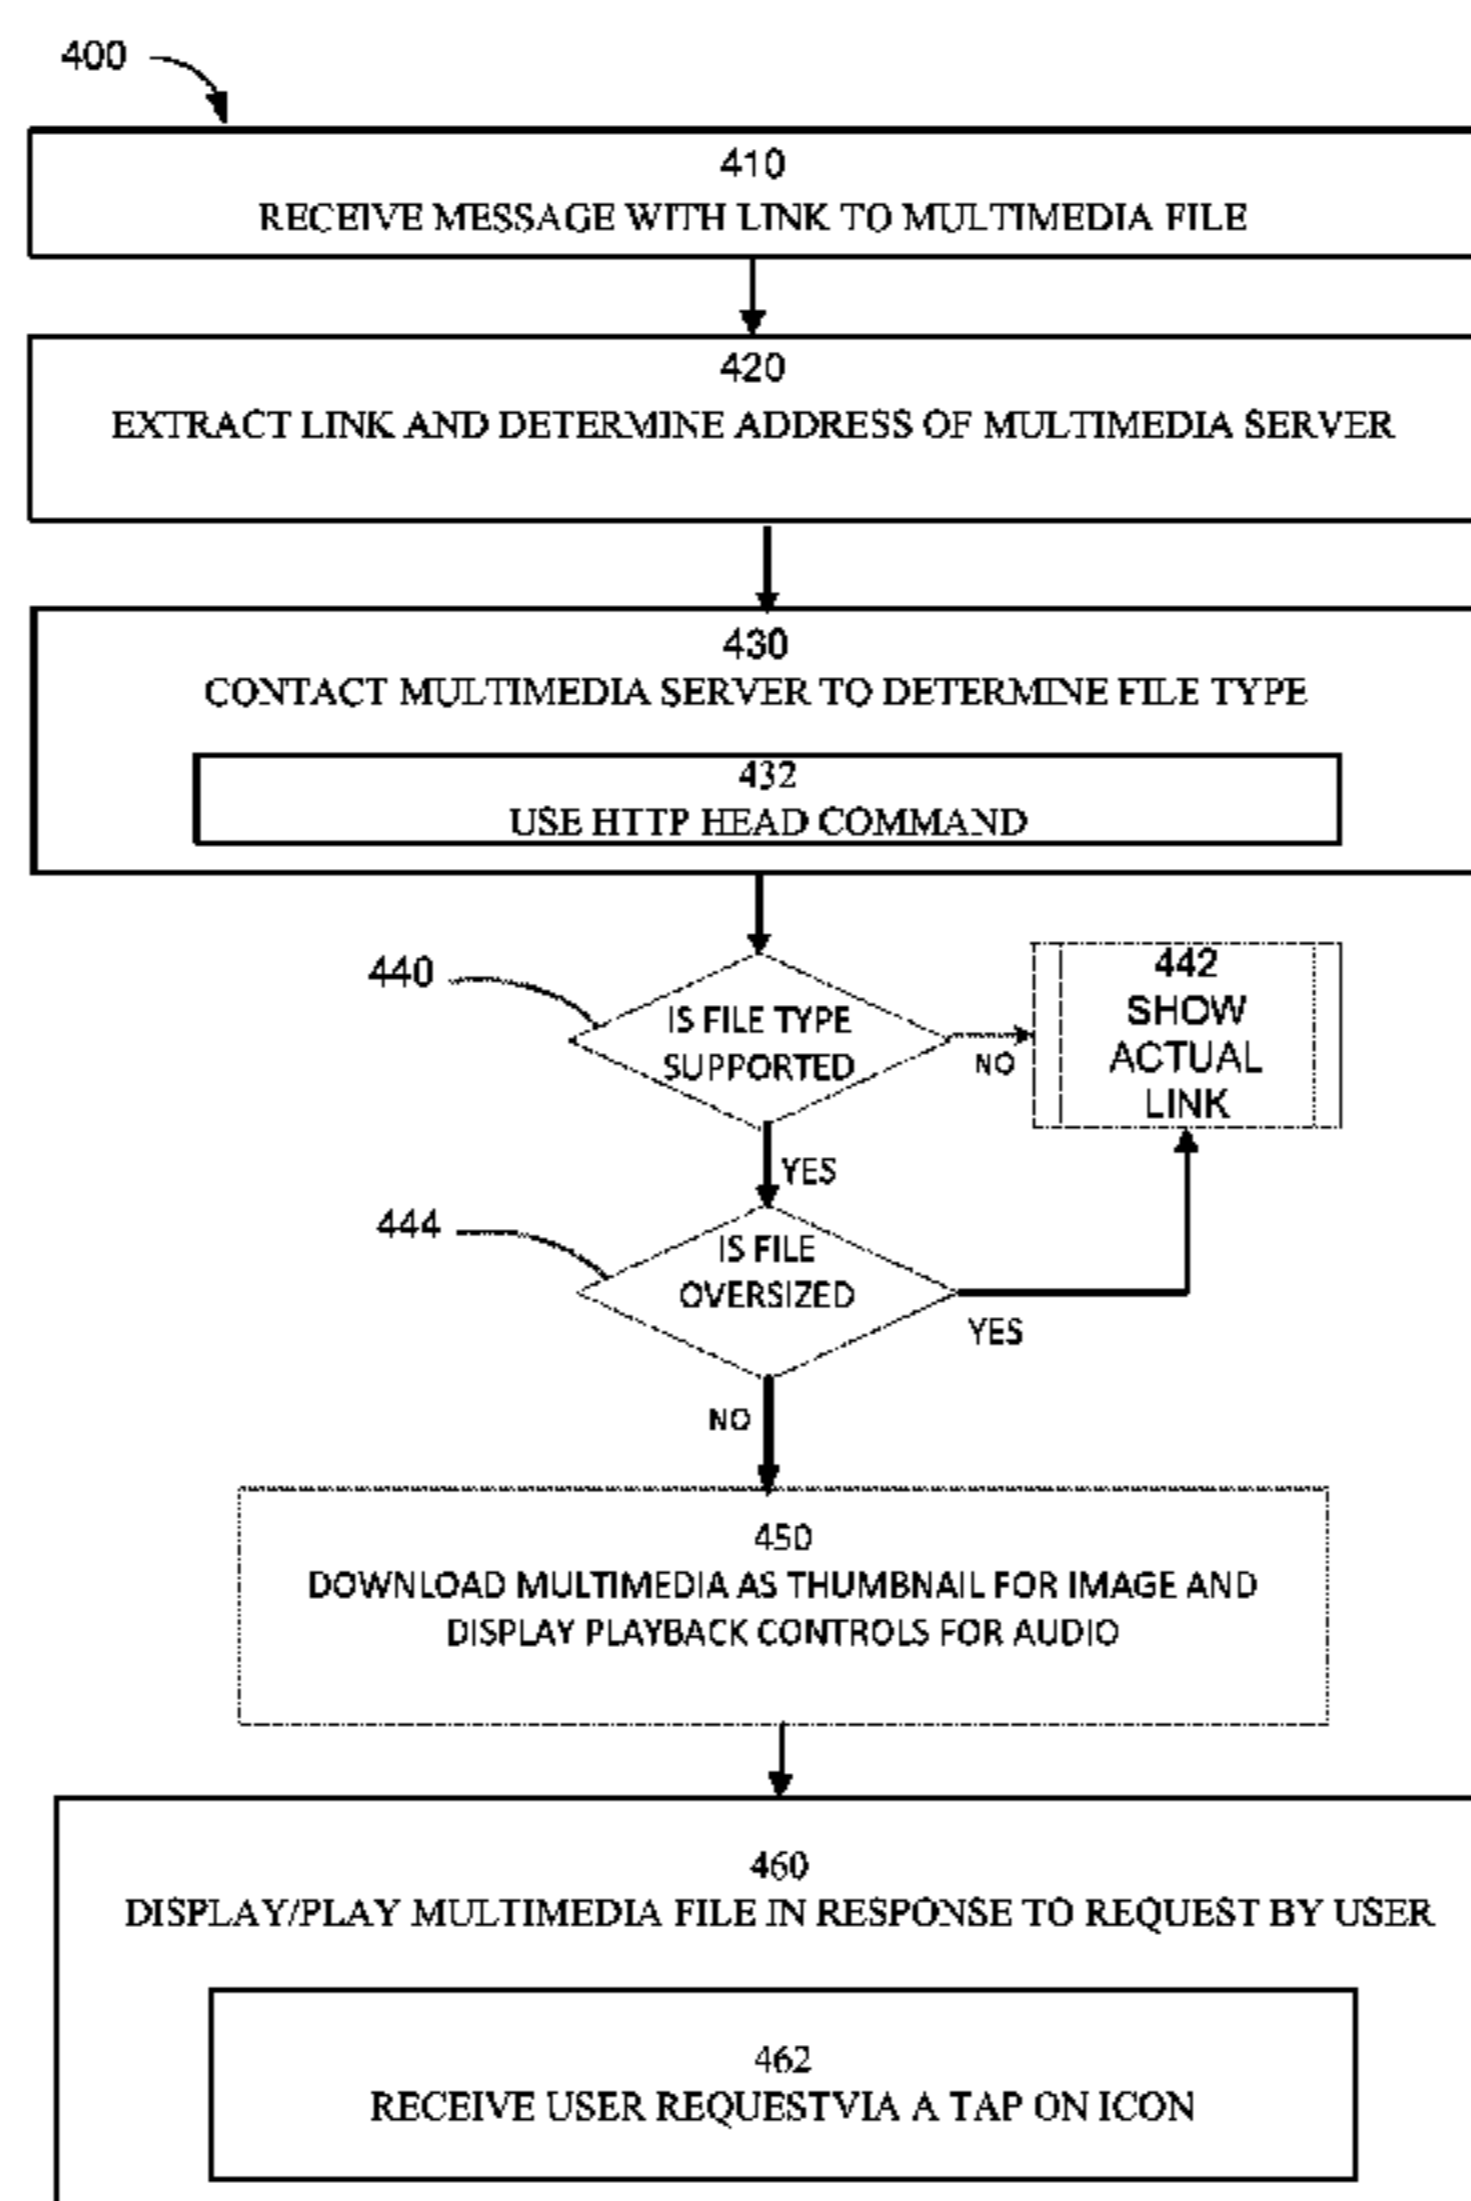 400
410
RECEIVE MESSAGE WITH LINK TO MULTIMEDIA FILE
420
EXTRACT LINK AND DETERMINE ADDRESS OF MULTIMEDIA SERVER
430
CONTACT MULTIMEDIA SERVER TO DETERMINE FILE TYPE
432
USE HTTP HEAD COMMAND
440
IS FILE TYPE
SUPPORTED
NO
442
SHOW
ACTUAL
LINK
YES
444
IS FILE
OVERSIZED
YES
NO
450
DOWNLOAD MULTIMEDIA AS THUMBNAIL FOR IMAGE AND
DISPLAY PLAYBACK CONTROLS FOR AUDIO
460
DISPLAY/PLAY MULTIMEDIA FILE IN RESPONSE TO REQUEST BY USER
462
RECEIVE USER REQUESTVIA A TAP ON ICON